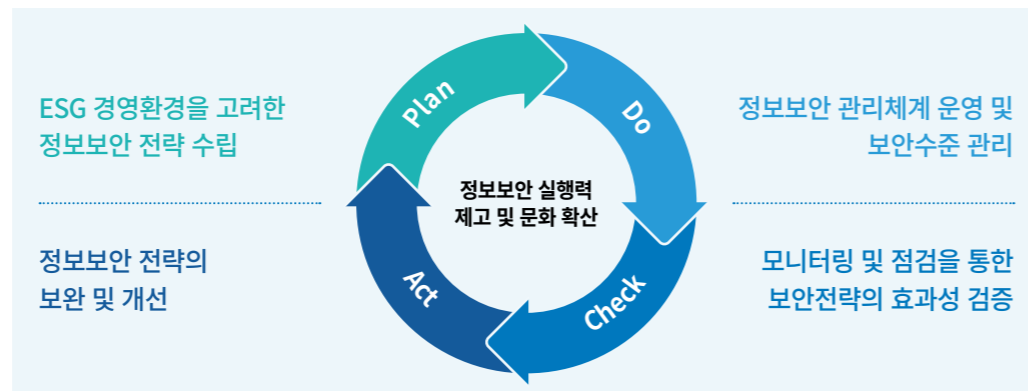 ESG 경영환경을 고려한
정보보안 전략 수립
Plan
Do
정보보안 관리체계 운영 및
보안수준 관리
정보보안 실행력
제고 및 문화 확산
정보보안 전략의
보완 및 개선
Act
Check
모니터링 및 점검을 통한
보안전략의 효과성 검증